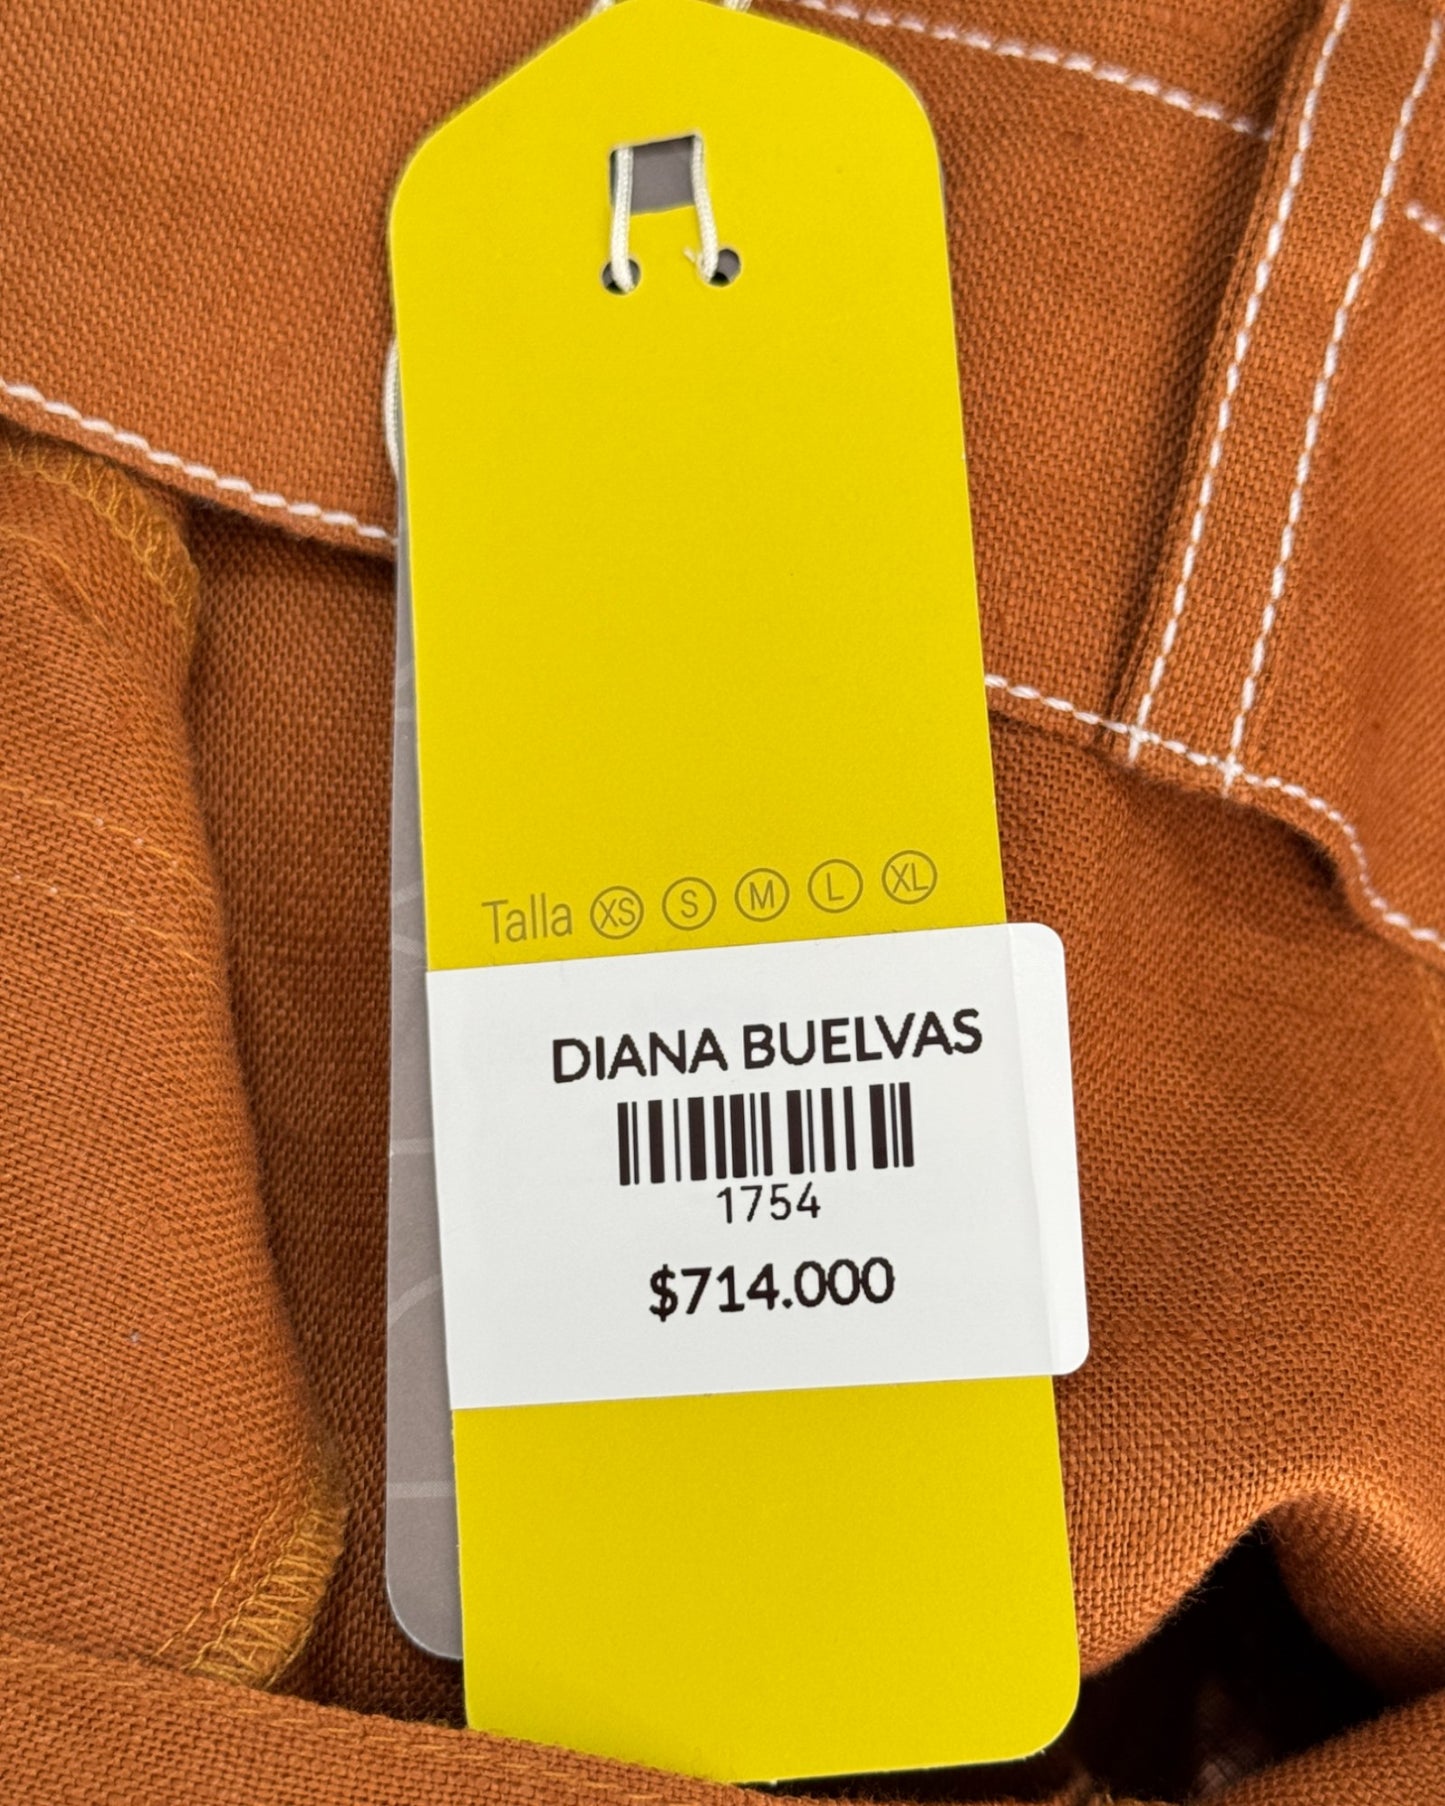 Talla XS S M L XL
DIANA BUELVAS
1754
$714.000